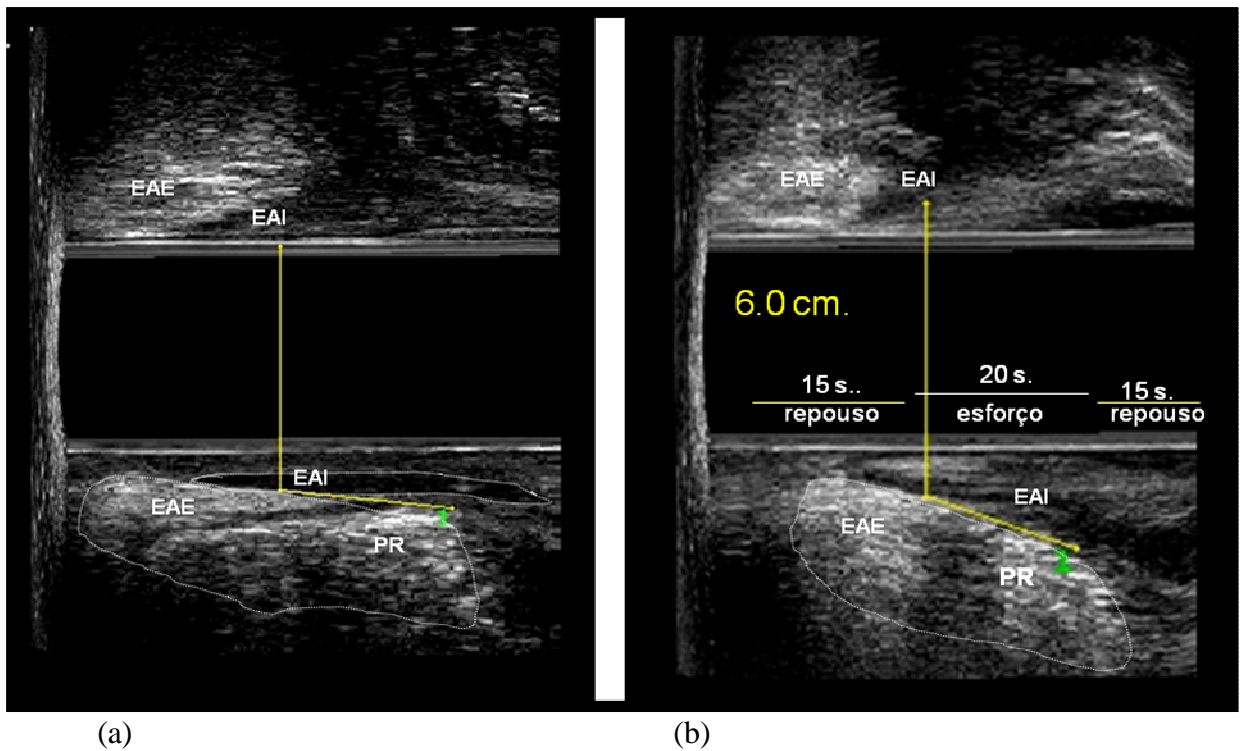 EAE
EAI
EAI
EAE
PR
(a)
EAE
EAI
6.0 cm.
15 s.. 20 s. 15 s.
repouso esforço repouso
EAI
EAE
PR
(b)